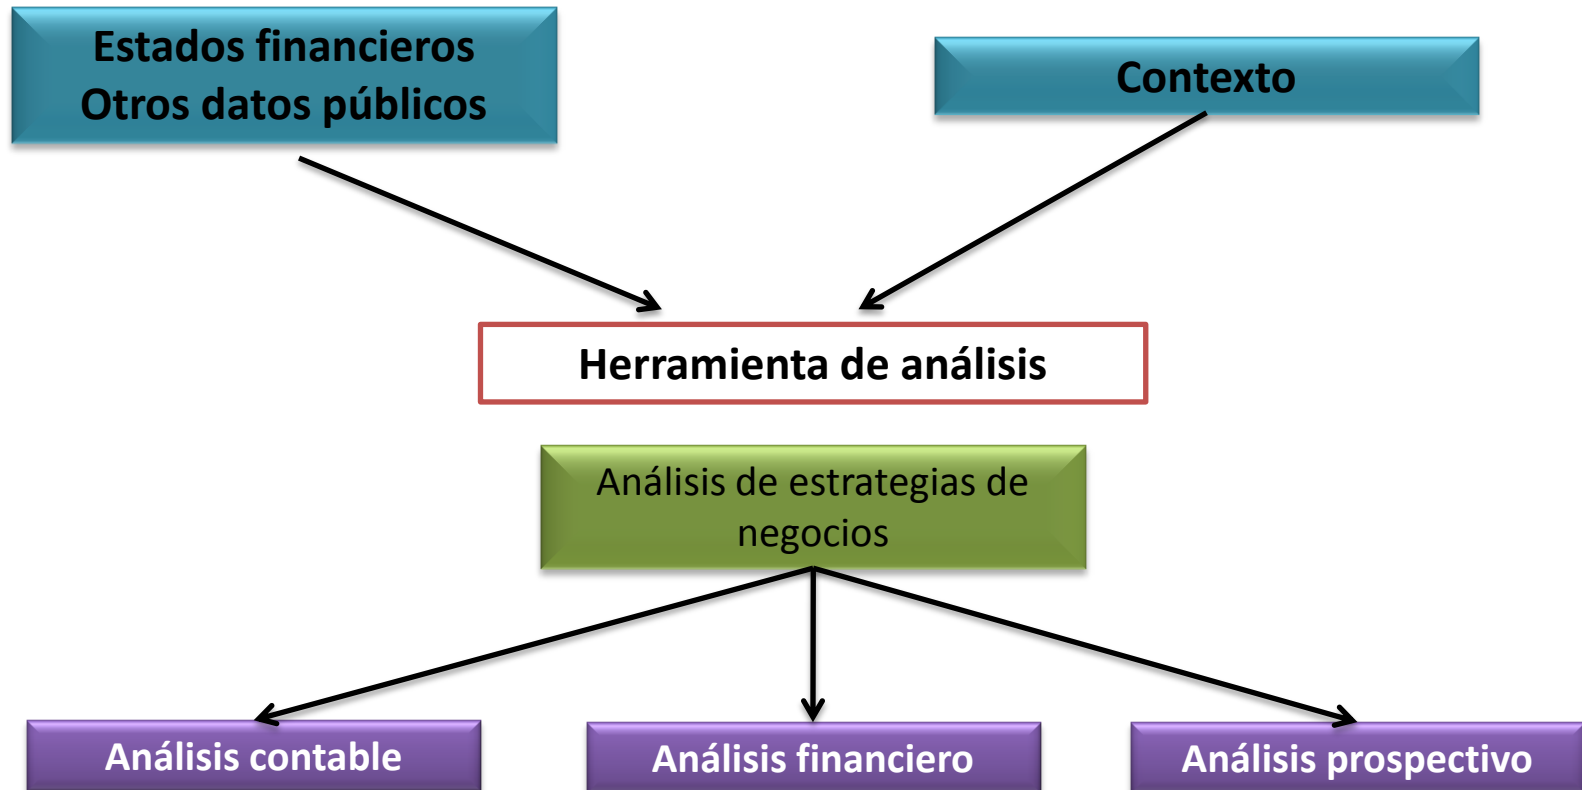 Estados financieros
Otros datos públicos
Contexto
Herramienta de análisis
Análisis de estrategias de
negocios
Análisis contable
Análisis financiero
Análisis prospectivo